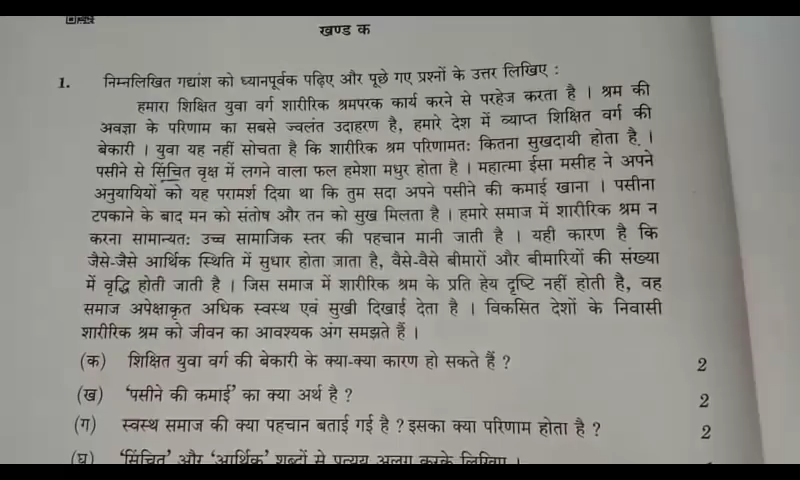 खण्ड क
1. निम्नलिखित गद्यांश को ध्यानपूर्वक पढ़िए और पूछे गए प्रश्नों के उत्तर लिखिए :
हमारा शिक्षित युवा वर्ग शारीरिक श्रमपरक कार्य करने से परहेज करता है । श्रम की
अवज्ञा के परिणाम का सबसे ज्वलंत उदाहरण है, हमारे देश में व्याप्त शिक्षित वर्ग की
बेकारी । युवा यह नहीं सोचता है कि शारीरिक श्रम परिणामतः कितना सुखदायी होता है ।
पसीने से सिंचित वृक्ष में लगने वाला फल हमेशा मधुर होता है । महात्मा ईसा मसीह ने अपने
अनुयायियों को यह परामर्श दिया था कि तुम सदा अपने पसीने की कमाई खाना । पसीना
टपकाने के बाद मन को संतोष और तन को सुख मिलता है । हमारे समाज में शारीरिक श्रम न
करना सामान्यतः उच्च सामाजिक स्तर की पहचान मानी जाती है । यही कारण है कि
जैसे-जैसे आर्थिक स्थिति में सुधार होता जाता है, वैसे-वैसे बीमारों और बीमारियों की संख्या
में वृद्धि होती जाती है । जिस समाज में शारीरिक श्रम के प्रति हेय दृष्टि नहीं होती है, वह
समाज अपेक्षाकृत अधिक स्वस्थ एवं सुखी दिखाई देता है । विकसित देशों के निवासी
शारीरिक श्रम को जीवन का आवश्यक अंग समझते हैं ।
(क) शिक्षित युवा वर्ग की बेकारी के क्या-क्या कारण हो सकते हैं ? 2
(ख) 'पसीने की कमाई' का क्या अर्थ है ? 2
(ग) स्वस्थ समाज की क्या पहचान बताई गई है ? इसका क्या परिणाम होता है ? 2
(घ) 'सिंचित' और 'आर्थिक' शब्दों से प्रत्यय अलग करके लिखिए ।